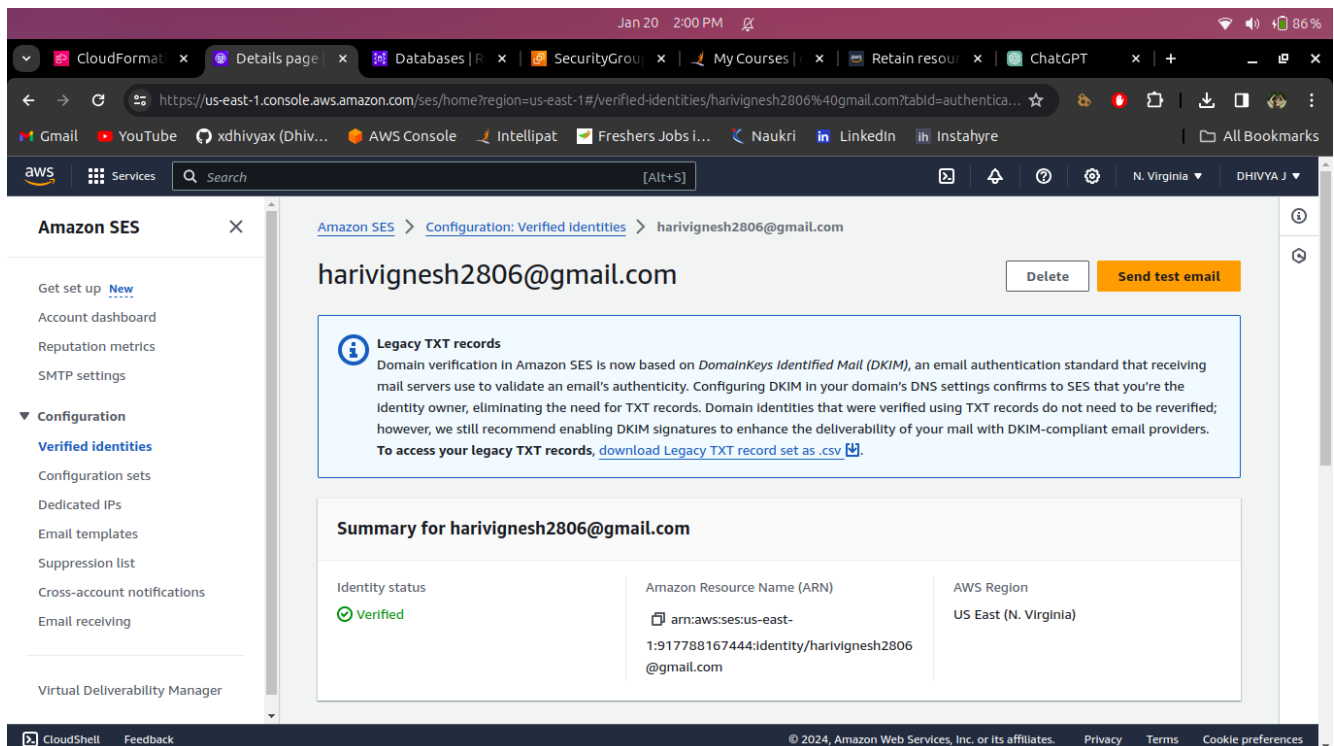 Jan 20 2:00 PM
86%
CloudFormati
Details page
Databases | R
SecurityGrou
My Courses |
Retain resour
ChatGPT
https://us-east-1.console.aws.amazon.com/ses/home?region=us-east-1#/verified-identities/harivignesh2806%40gmail.com?tabId=authentica...
Gmail YouTube xdhivyax (Dhiv... AWS Console Intellipat Freshers Jobs i... Naukri LinkedIn Instahyre All Bookmarks
aws Services Search [Alt+S] N. Virginia DHIVYA J
Amazon SES
Get set up New
Account dashboard
Reputation metrics
SMTP settings
Configuration
Verified identities
Configuration sets
Dedicated IPs
Email templates
Suppression list
Cross-account notifications
Email receiving
Virtual Deliverability Manager
Amazon SES > Configuration: Verified identities > harivignesh2806@gmail.com
harivignesh2806@gmail.com
Delete
Send test email
Legacy TXT records
Domain verification in Amazon SES is now based on DomainKeys Identified Mail (DKIM), an email authentication standard that receiving
mail servers use to validate an email's authenticity. Configuring DKIM in your domain's DNS settings confirms to SES that you're the
identity owner, eliminating the need for TXT records. Domain identities that were verified using TXT records do not need to be reverified;
however, we still recommend enabling DKIM signatures to enhance the deliverability of your mail with DKIM-compliant email providers.
To access your legacy TXT records, download Legacy TXT record set as .csv.
Summary for harivignesh2806@gmail.com
Identity status
Verified
Amazon Resource Name (ARN)
arn:aws:ses:us-east-
1:917788167444:identity/harivignesh2806
@gmail.com
AWS Region
US East (N. Virginia)
CloudShell Feedback © 2024, Amazon Web Services, Inc. or its affiliates. Privacy Terms Cookie preferences